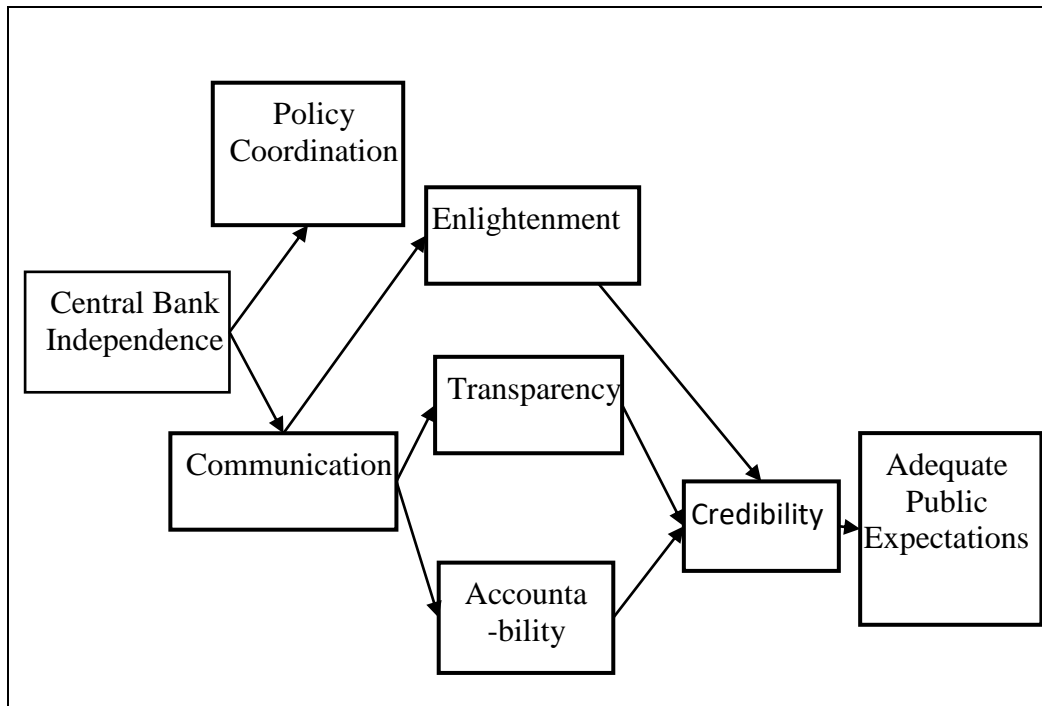 Policy
Coordination
Enlightenment
Central Bank
Independence
Transparency
Communication
Adequate
Public
Expectations
Credibility
Accounta
-bility